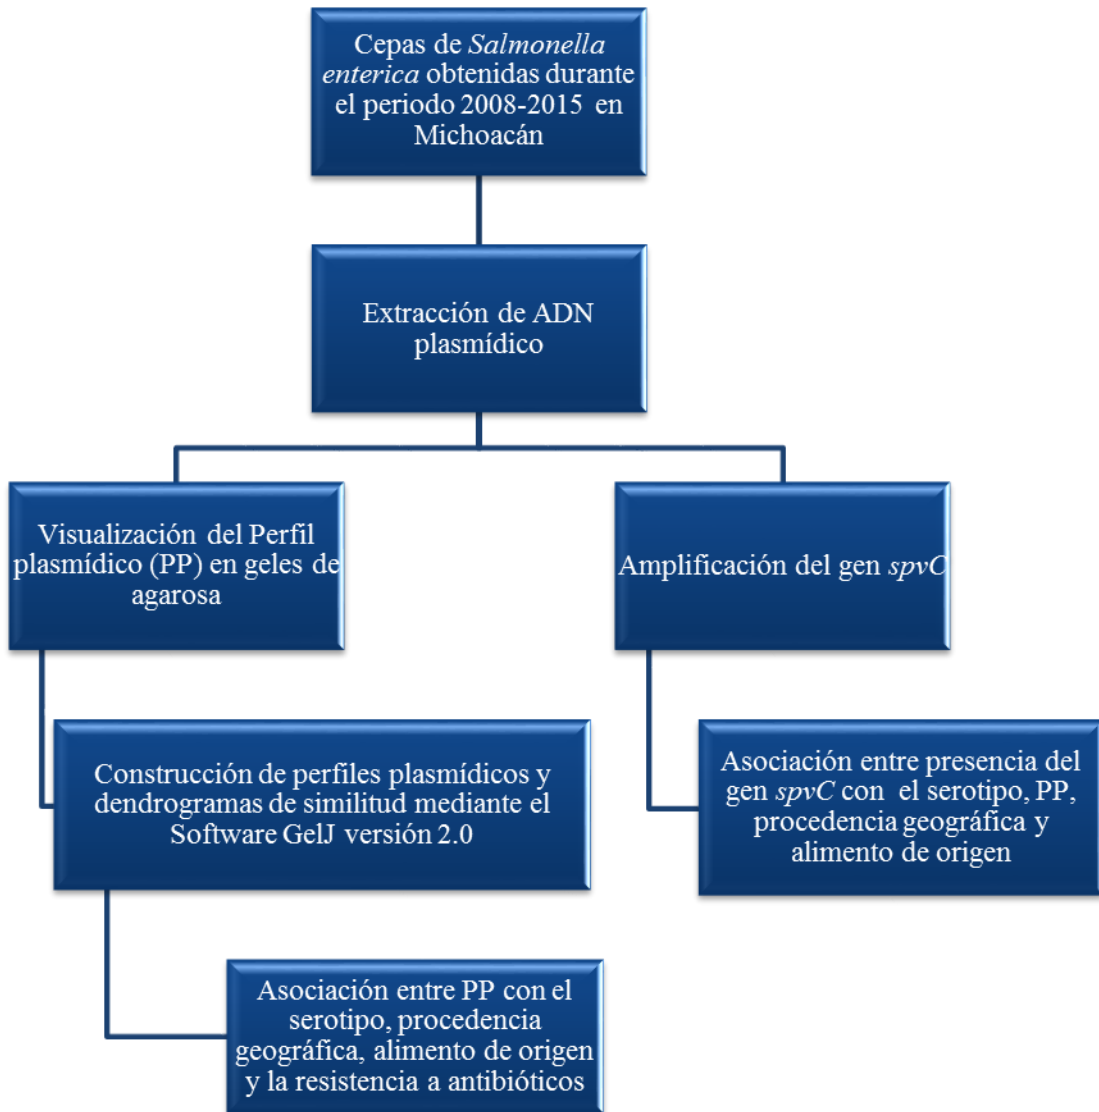 Cepas de Salmonella
enterica obtenidas durante
el periodo 2008-2015 en
Michoacán
Extracción de ADN
plasmídico
Visualización del Perfil
plasmídico (PP) en geles de
agarosa
Amplificación del gen spvC
Construcción de perfiles plasmídicos y
dendrogramas de similitud mediante el
Software GelJ versión 2.0
Asociación entre presencia del
gen spvC con el serotipo, PP,
procedencia geográfica y
alimento de origen
Asociación entre PP con el
serotipo, procedencia
geográfica, alimento de origen
y la resistencia a antibióticos